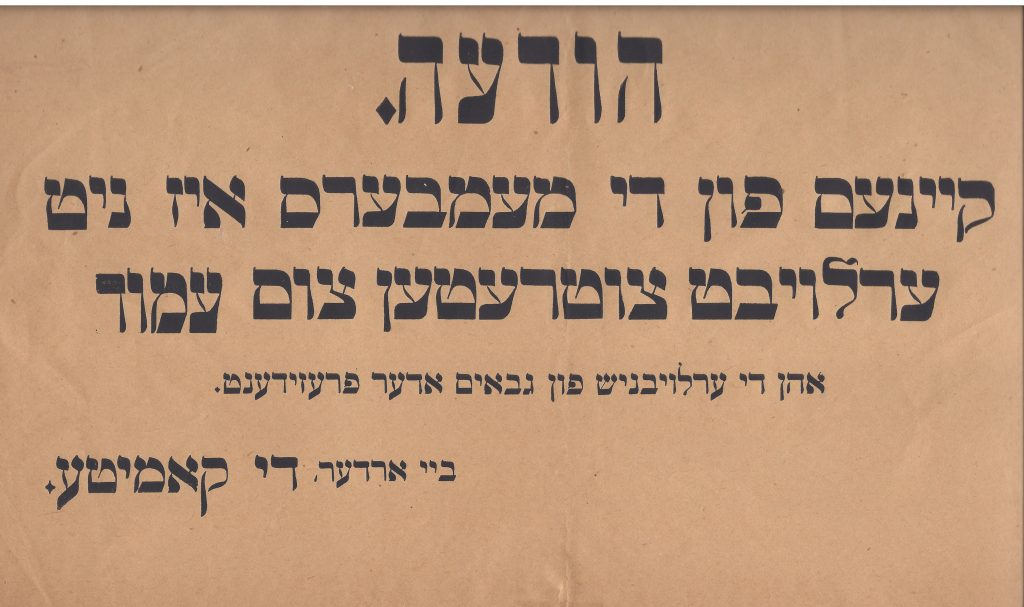 הודעה.
קיינעם פון די מעמבערס איז ניט
ערלויבט צוטרעטען צום עמוד
אהן די ערלויבניש פון גבאים אדער פרעזידענט.
ביי ארדער, די קאמיטע.